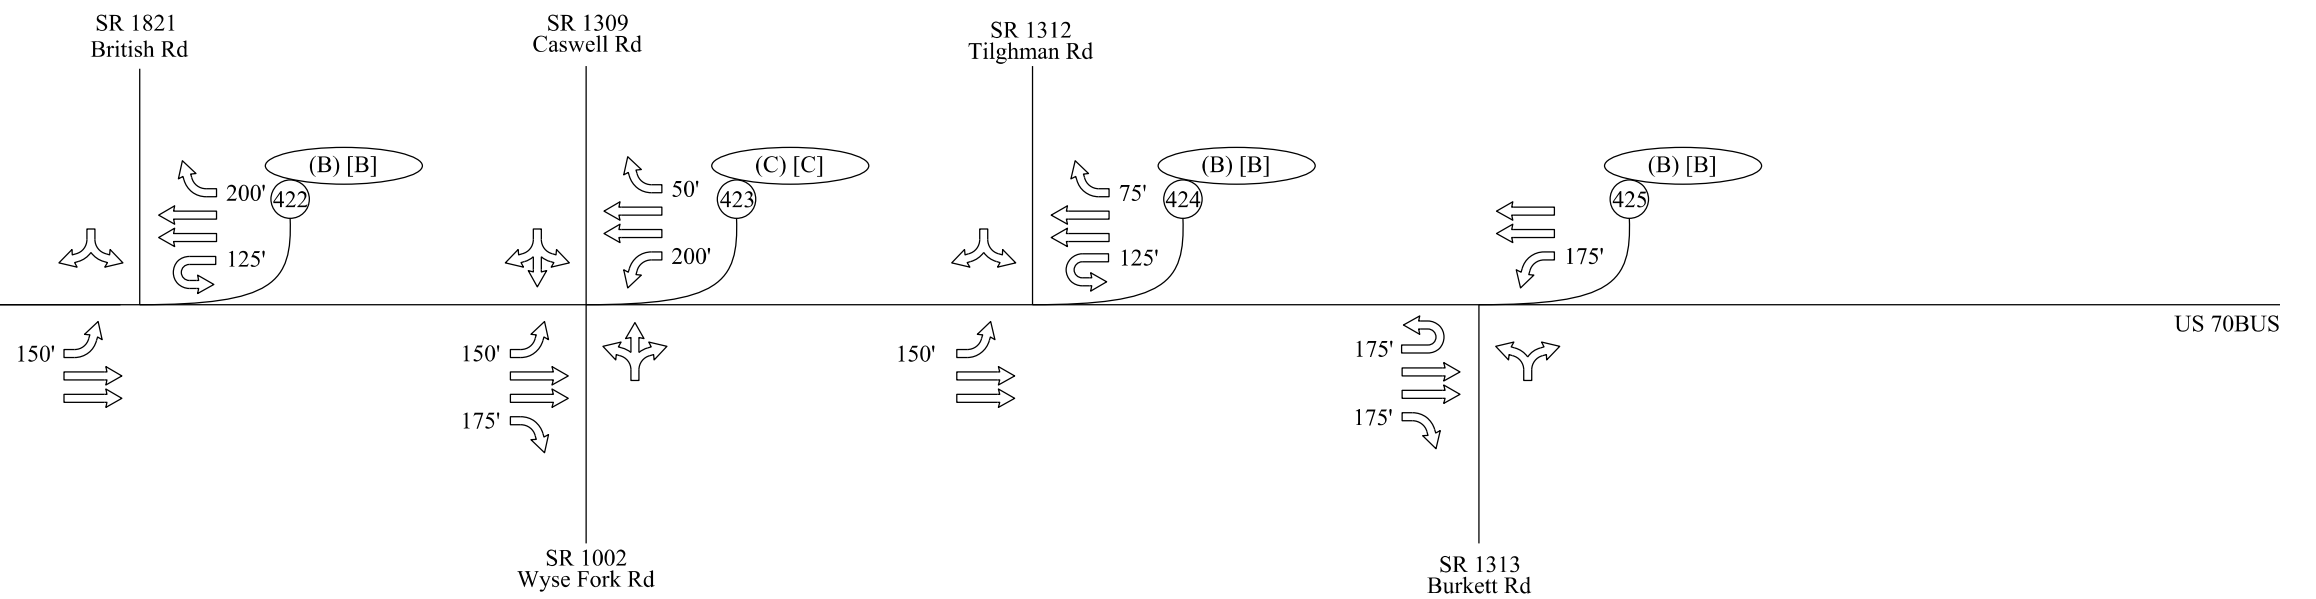 SR 1821
British Rd
SR 1309
Caswell Rd
SR 1312
Tilghman Rd
(B) [B]
(C) [C]
(B) [B]
(B) [B]
200'
422
50'
423
75'
424
425
125'
200'
125'
175'
US 70BUS
150'
150'
150'
175'
175'
175'
SR 1002
Wyse Fork Rd
SR 1313
Burkett Rd